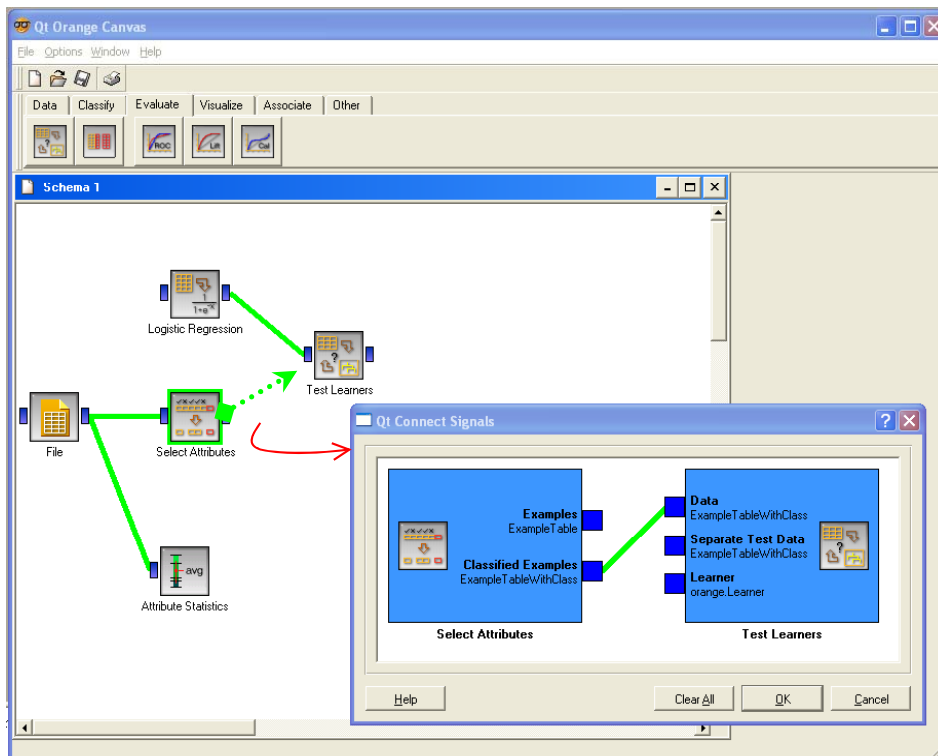 Qt Orange Canvas
File Options Window Help
Data Classify Evaluate Visualize Associate Other
? ROC Lift Cal
Schema 1
1
1+e^-x
Logistic Regression
?
Test Learners
File
Select Attributes
avg
Attribute Statistics
Qt Connect Signals
Examples
ExampleTable
Classified Examples
ExampleTableWithClass
Data
ExampleTableWithClass
Separate Test Data
ExampleTableWithClass
Learner
orange.Learner
?
Select Attributes
Test Learners
Help Clear All OK Cancel